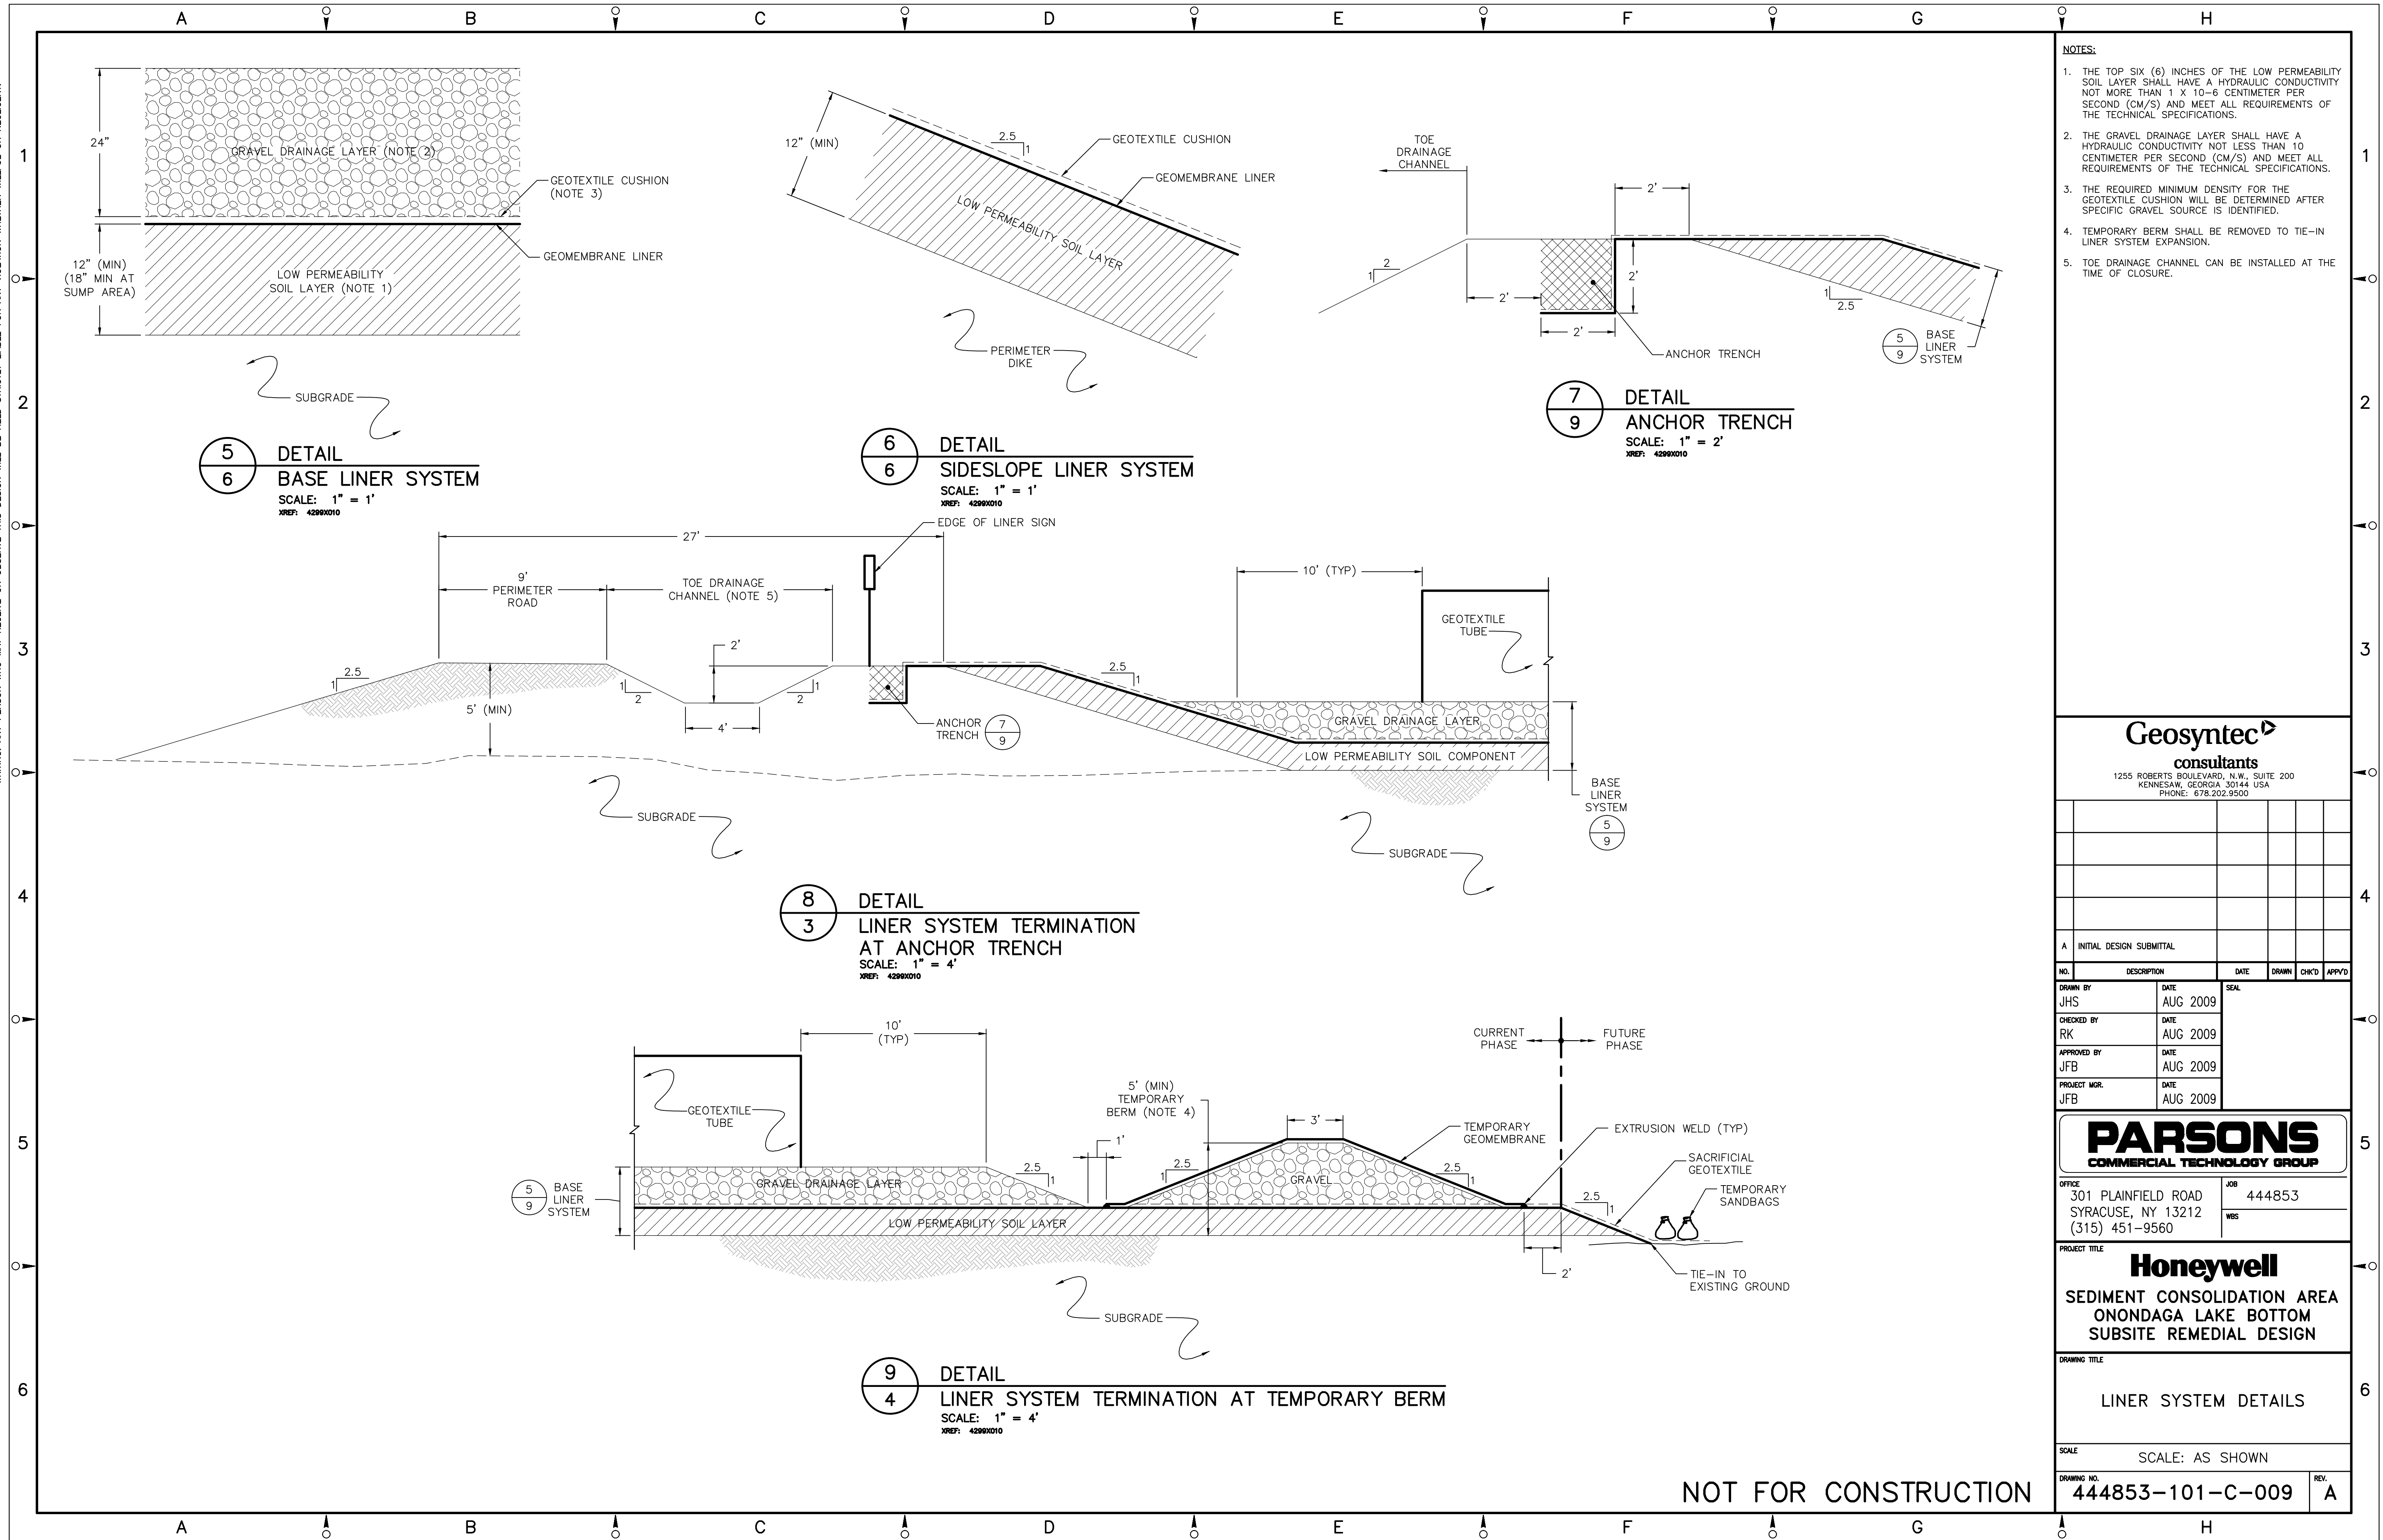 A B C D E F G H
1
2
3
4
5
6
24"
GRAVEL DRAINAGE LAYER (NOTE 2)
GEOTEXTILE CUSHION
(NOTE 3)
GEOMEMBRANE LINER
12" (MIN)
(18" MIN AT
SUMP AREA)
LOW PERMEABILITY
SOIL LAYER (NOTE 1)
SUBGRADE
5
6
DETAIL
BASE LINER SYSTEM
SCALE: 1" = 1'
XREF: 4299X010
12" (MIN)
2.5
1
GEOTEXTILE CUSHION
GEOMEMBRANE LINER
LOW PERMEABILITY SOIL LAYER
PERIMETER
DIKE
6
6
DETAIL
SIDESLOPE LINER SYSTEM
SCALE: 1" = 1'
XREF: 4299X010
TOE
DRAINAGE
CHANNEL
2'
2
1
2'
2'
2'
1
2.5
ANCHOR TRENCH
5
9
BASE
LINER
SYSTEM
7
9
DETAIL
ANCHOR TRENCH
SCALE: 1" = 2'
XREF: 4299X010
EDGE OF LINER SIGN
27'
9'
PERIMETER
ROAD
TOE DRAINAGE
CHANNEL (NOTE 5)
10' (TYP)
GEOTEXTILE
TUBE
2'
2.5
1
1
2
1
2
2.5
1
5' (MIN)
4'
ANCHOR
TRENCH
7
9
GRAVEL DRAINAGE LAYER
LOW PERMEABILITY SOIL COMPONENT
BASE
LINER
SYSTEM
5
9
SUBGRADE
SUBGRADE
8
3
DETAIL
LINER SYSTEM TERMINATION
AT ANCHOR TRENCH
SCALE: 1" = 4'
XREF: 4299X010
10'
(TYP)
CURRENT
PHASE
FUTURE
PHASE
GEOTEXTILE
TUBE
5' (MIN)
TEMPORARY
BERM (NOTE 4)
1'
3'
TEMPORARY
GEOMEMBRANE
EXTRUSION WELD (TYP)
SACRIFICIAL
GEOTEXTILE
TEMPORARY
SANDBAGS
2.5
1
2.5
1
2.5
1
2.5
1
GRAVEL DRAINAGE LAYER
GRAVEL
5
9
BASE
LINER
SYSTEM
LOW PERMEABILITY SOIL LAYER
2'
TIE-IN TO
EXISTING GROUND
SUBGRADE
9
4
DETAIL
LINER SYSTEM TERMINATION AT TEMPORARY BERM
SCALE: 1" = 4'
XREF: 4299X010
NOT FOR CONSTRUCTION
NOTES:
1. THE TOP SIX (6) INCHES OF THE LOW PERMEABILITY
SOIL LAYER SHALL HAVE A HYDRAULIC CONDUCTIVITY
NOT MORE THAN 1 X 10-6 CENTIMETER PER
SECOND (CM/S) AND MEET ALL REQUIREMENTS OF
THE TECHNICAL SPECIFICATIONS.
2. THE GRAVEL DRAINAGE LAYER SHALL HAVE A
HYDRAULIC CONDUCTIVITY NOT LESS THAN 10
CENTIMETER PER SECOND (CM/S) AND MEET ALL
REQUIREMENTS OF THE TECHNICAL SPECIFICATIONS.
3. THE REQUIRED MINIMUM DENSITY FOR THE
GEOTEXTILE CUSHION WILL BE DETERMINED AFTER
SPECIFIC GRAVEL SOURCE IS IDENTIFIED.
4. TEMPORARY BERM SHALL BE REMOVED TO TIE-IN
LINER SYSTEM EXPANSION.
5. TOE DRAINAGE CHANNEL CAN BE INSTALLED AT THE
TIME OF CLOSURE.
Geosyntec
consultants
1255 ROBERTS BOULEVARD, N.W., SUITE 200
KENNESAW, GEORGIA 30144 USA
PHONE: 678.202.9500
A INITIAL DESIGN SUBMITTAL
NO. DESCRIPTION DATE DRAWN CHK'D APPV'D
DRAWN BY DATE SEAL
JHS AUG 2009
CHECKED BY DATE
RK AUG 2009
APPROVED BY DATE
JFB AUG 2009
PROJECT MGR. DATE
JFB AUG 2009
PARSONS
COMMERCIAL TECHNOLOGY GROUP
OFFICE JOB
301 PLAINFIELD ROAD 444853
SYRACUSE, NY 13212
WBS
(315) 451-9560
PROJECT TITLE
Honeywell
SEDIMENT CONSOLIDATION AREA
ONONDAGA LAKE BOTTOM
SUBSITE REMEDIAL DESIGN
DRAWING TITLE
LINER SYSTEM DETAILS
SCALE
SCALE: AS SHOWN
DRAWING NO. REV.
444853-101-C-009 A
1
2
3
4
5
6
A B C D E F G H